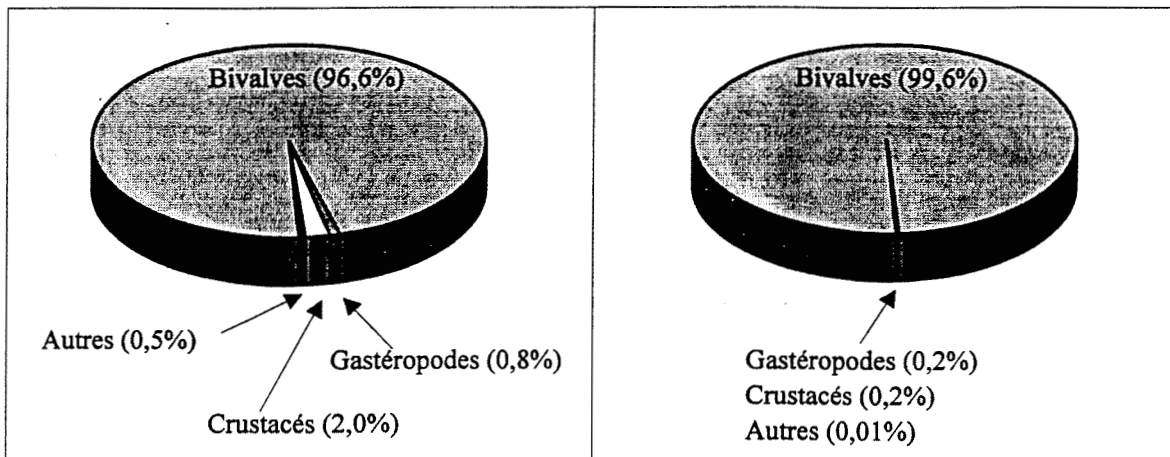 Bivalves (96,6%)
Autres (0,5%)
Gastéropodes (0,8%)
Crustacés (2,0%)
Bivalves (99,6%)
Gastéropodes (0,2%)
Crustacés (0,2%)
Autres (0,01%)